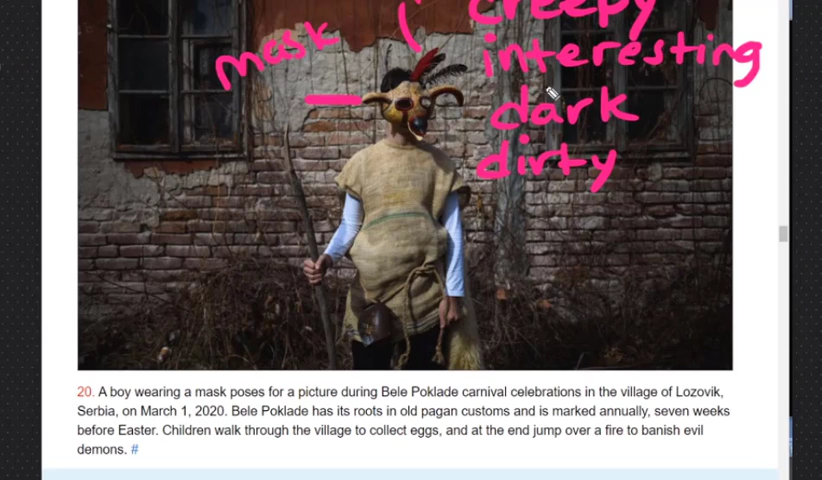 creepy
mask
interesting
dark
dirty
20. A boy wearing a mask poses for a picture during Bele Poklade carnival celebrations in the village of Lozovik,
Serbia, on March 1, 2020. Bele Poklade has its roots in old pagan customs and is marked annually, seven weeks
before Easter. Children walk through the village to collect eggs, and at the end jump over a fire to banish evil
demons. #